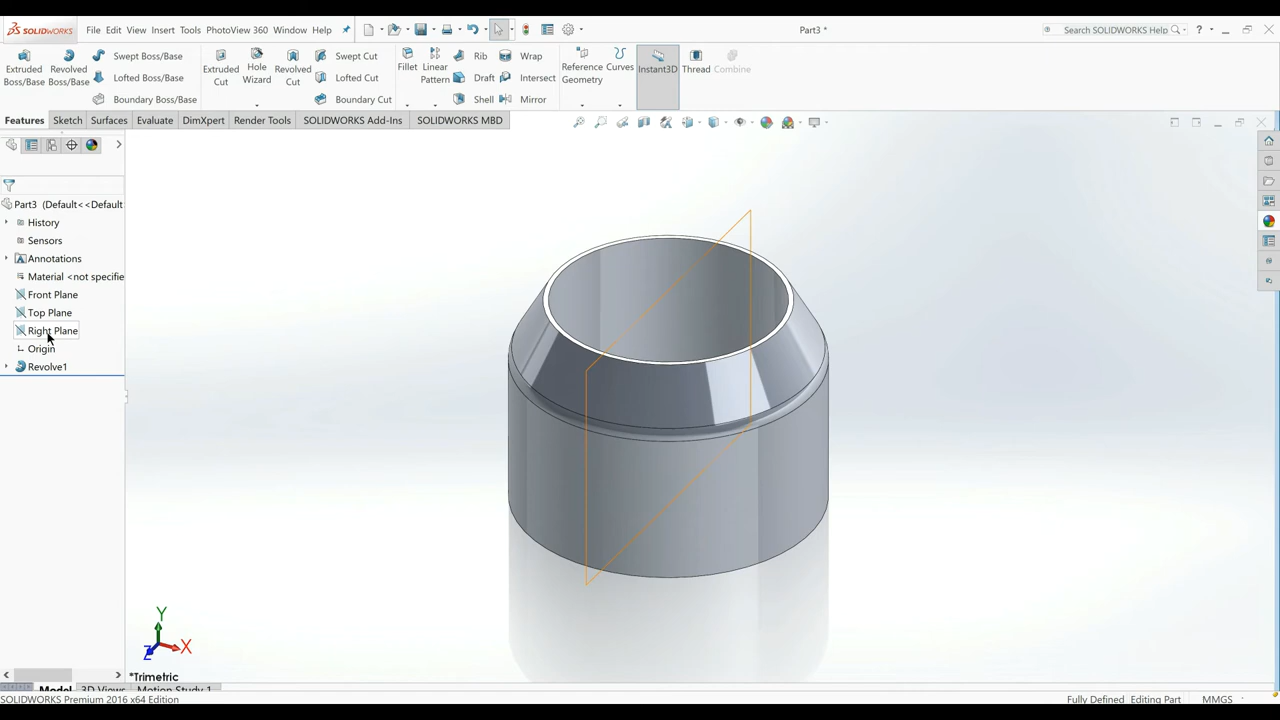 SOLIDWORKS File Edit View Insert Tools PhotoView 360 Window Help Part3 * Search SOLIDWORKS Help ?
Extruded Boss/Base
Revolved Boss/Base
Swept Boss/Base
Lofted Boss/Base
Boundary Boss/Base
Extruded Cut
Hole Wizard
Revolved Cut
Swept Cut
Lofted Cut
Boundary Cut
Fillet
Linear Pattern
Rib
Draft
Shell
Wrap
Intersect
Mirror
Reference Geometry
Curves
Instant3D
Thread
Combine
Features Sketch Surfaces Evaluate DimXpert Render Tools SOLIDWORKS Add-Ins SOLIDWORKS MBD
Part3 (Default<<Default
History
Sensors
Annotations
Material <not specifie
Front Plane
Top Plane
Right Plane
Origin
Revolve1
Y
X
Z
*Trimetric
Model 3D Views Motion Study 1
SOLIDWORKS Premium 2016 x64 Edition Fully Defined Editing Part MMGS